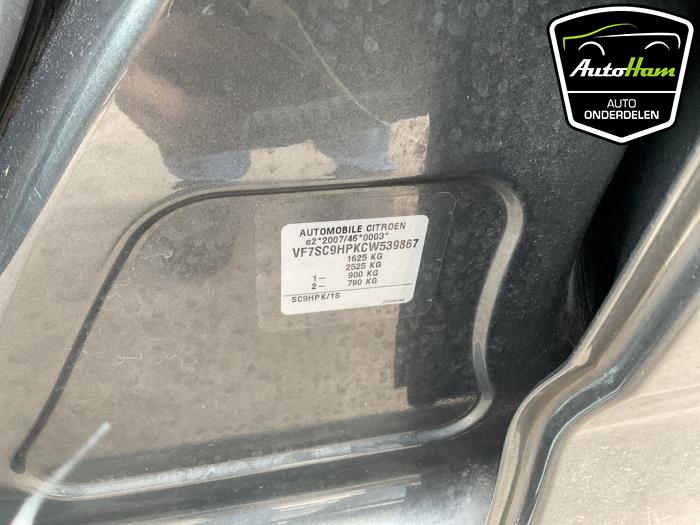 AutoHam
AUTO
ONDERDELEN
AUTOMOBILE CITROEN
e2*2007/46*0003*
VF7SC9HPKCW539867
1625 KG
2525 KG
1– 900 KG
2– 790 KG
SC9HPK/1S